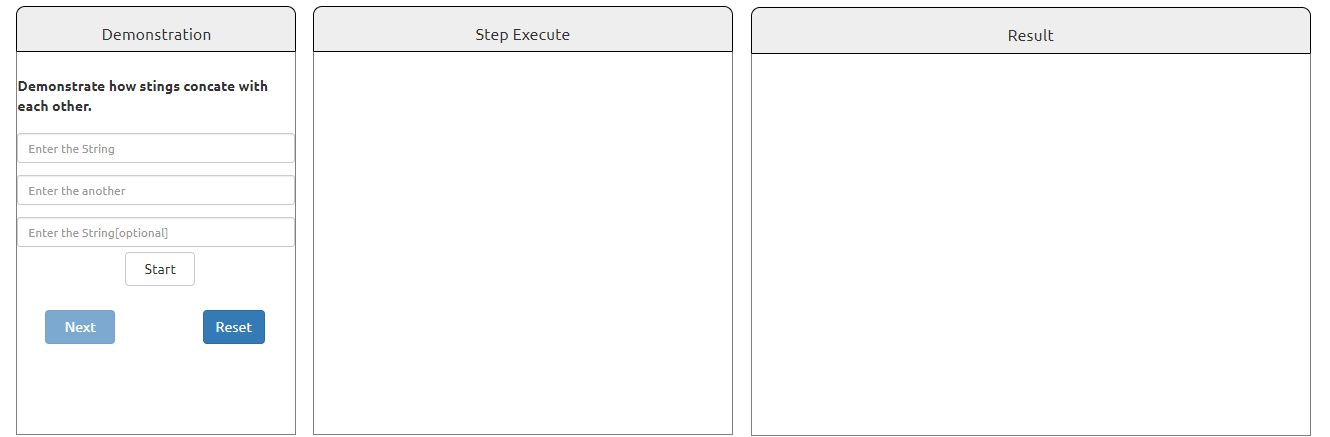 Demonstration
Demonstrate how stings concate with
each other.
Enter the String
Enter the another
Enter the String[optional]
Start
Next
Reset
Step Execute
Result